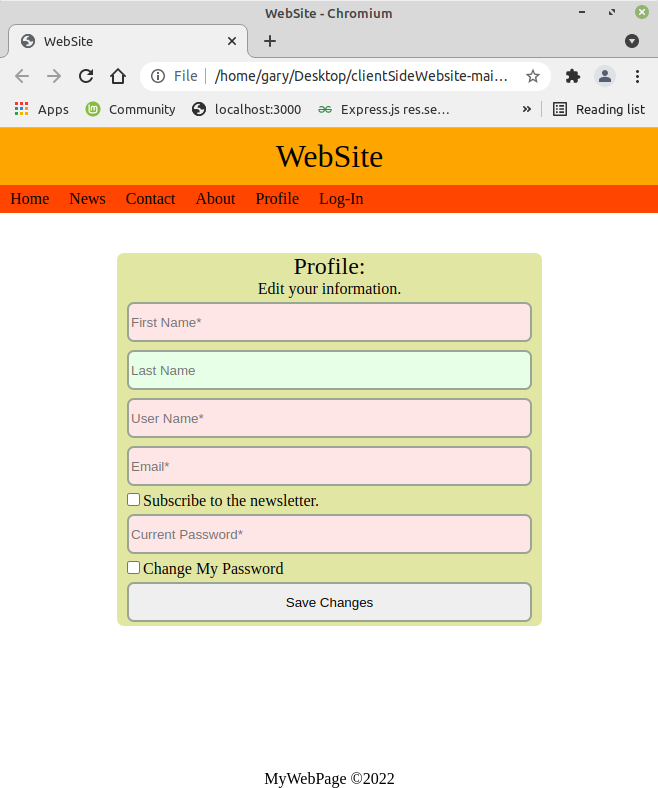 WebSite - Chromium
WebSite
File /home/gary/Desktop/clientSideWebsite-mai...
Apps Community localhost:3000 Express.js res.se... » Reading list
WebSite
Home News Contact About Profile Log-In
Profile:
Edit your information.
First Name*
Last Name
User Name*
Email*
Subscribe to the newsletter.
Current Password*
Change My Password
Save Changes
MyWebPage ©2022